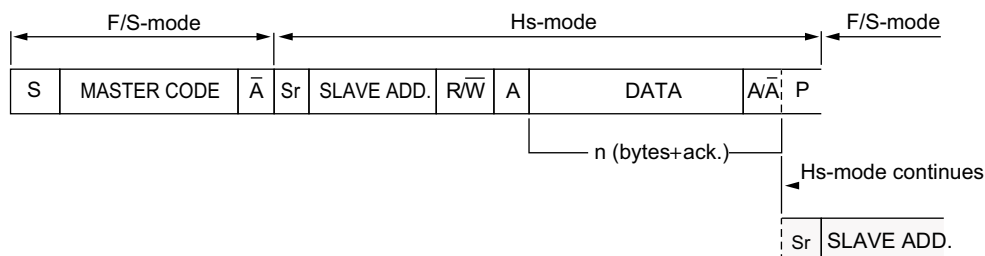 F/S-mode Hs-mode F/S-mode
S MASTER CODE A̅ Sr SLAVE ADD. R/W̅ A DATA A/A̅ P
n (bytes+ack.)
Hs-mode continues
Sr SLAVE ADD.